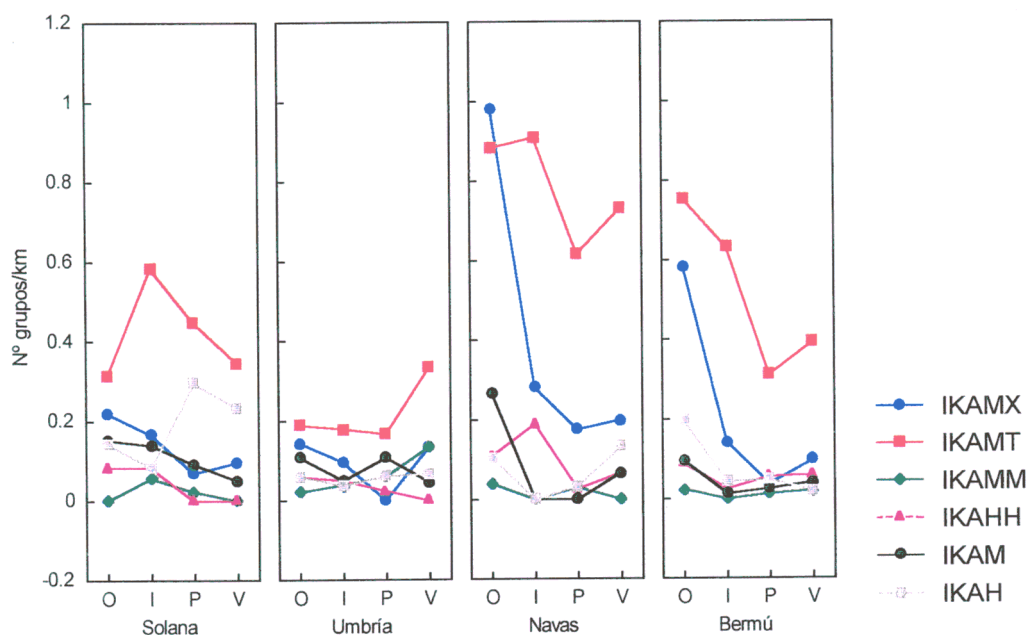 Nº grupos/km
1.2
1
0.8
0.6
0.4
0.2
0
-0.2
O I P V
O I P V
O I P V
O I P V
Solana
Umbría
Navas
Bermú
IKAMX
IKAMT
IKAMM
IKAHH
IKAM
IKAH